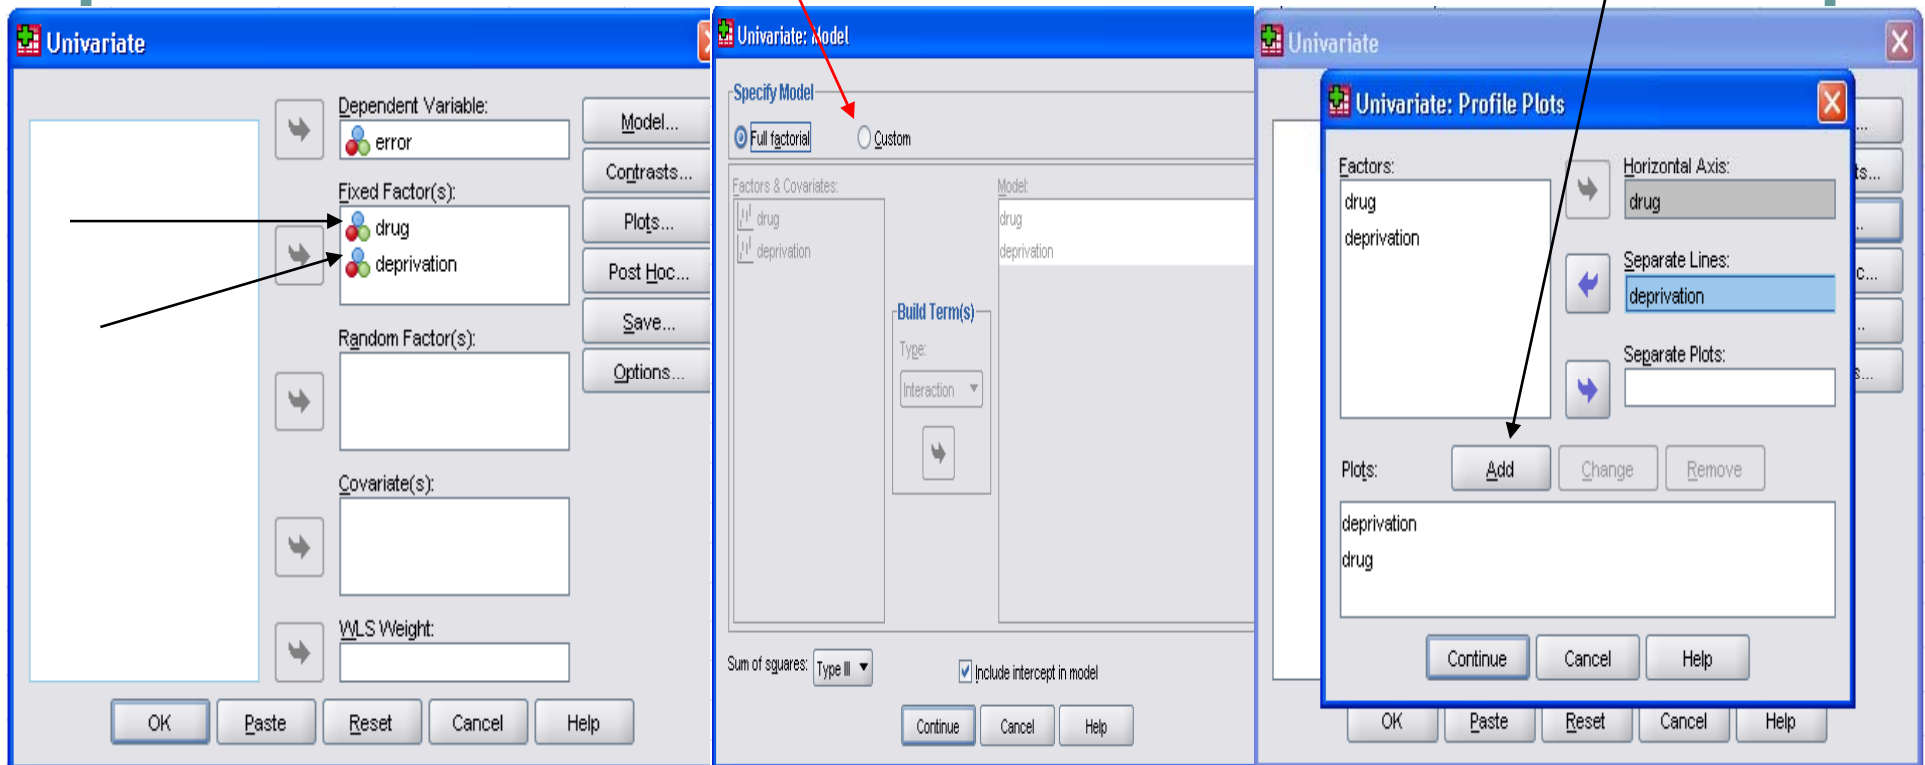 Univariate
Dependent Variable:
error
Fixed Factor(s):
drug
deprivation
Random Factor(s):
Covariate(s):
WLS Weight:
Model...
Contrasts...
Plots...
Post Hoc...
Save...
Options...
OK
Paste
Reset
Cancel
Help
Univariate: Model
Specify Model
Full factorial
Custom
Factors & Covariates:
drug
deprivation
Build Term(s)
Type:
Interaction
Model:
drug
deprivation
Sum of squares:
Type III
Include intercept in model
Continue
Cancel
Help
Univariate
...
ts...
..
c...
..
s...
Univariate: Profile Plots
Factors:
drug
deprivation
Horizontal Axis:
drug
Separate Lines:
deprivation
Separate Plots:
Plots:
Add
Change
Remove
deprivation
drug
Continue
Cancel
Help
OK
Paste
Reset
Cancel
Help